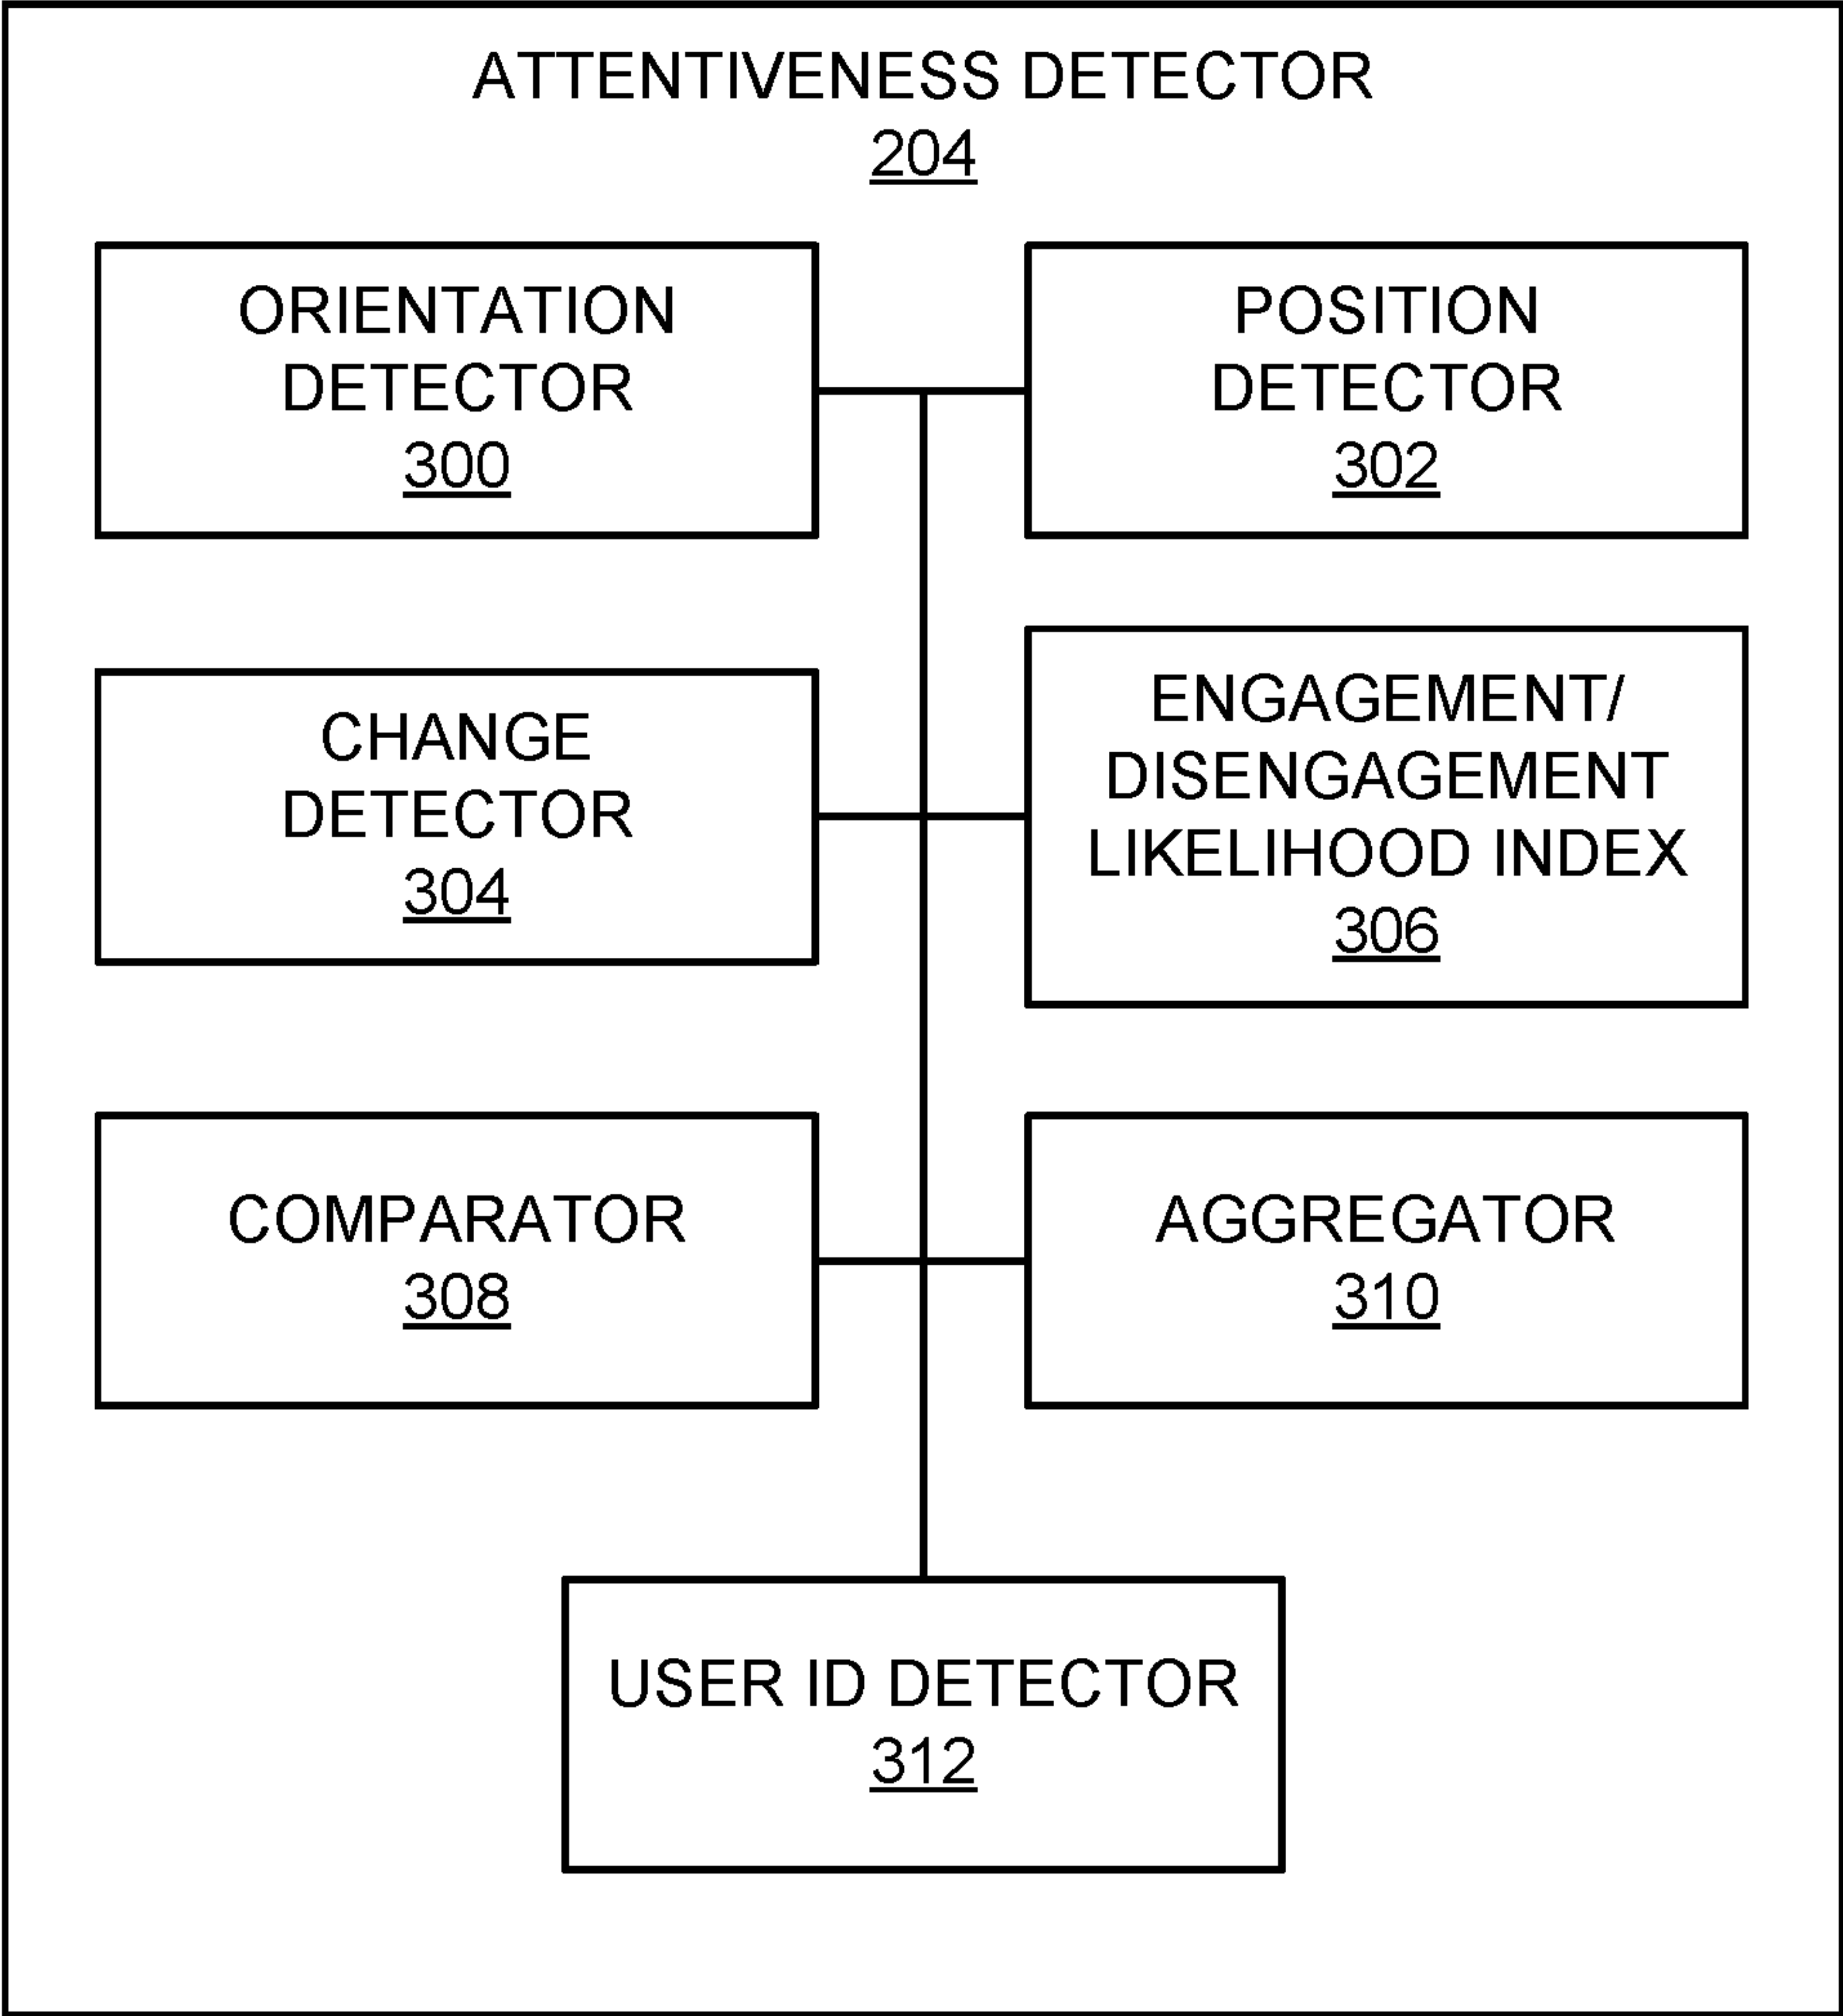 ATTENTIVENESS DETECTOR
204
ORIENTATION
DETECTOR
300
POSITION
DETECTOR
302
CHANGE
DETECTOR
304
ENGAGEMENT/
DISENGAGEMENT
LIKELIHOOD INDEX
306
COMPARATOR
308
AGGREGATOR
310
USER ID DETECTOR
312